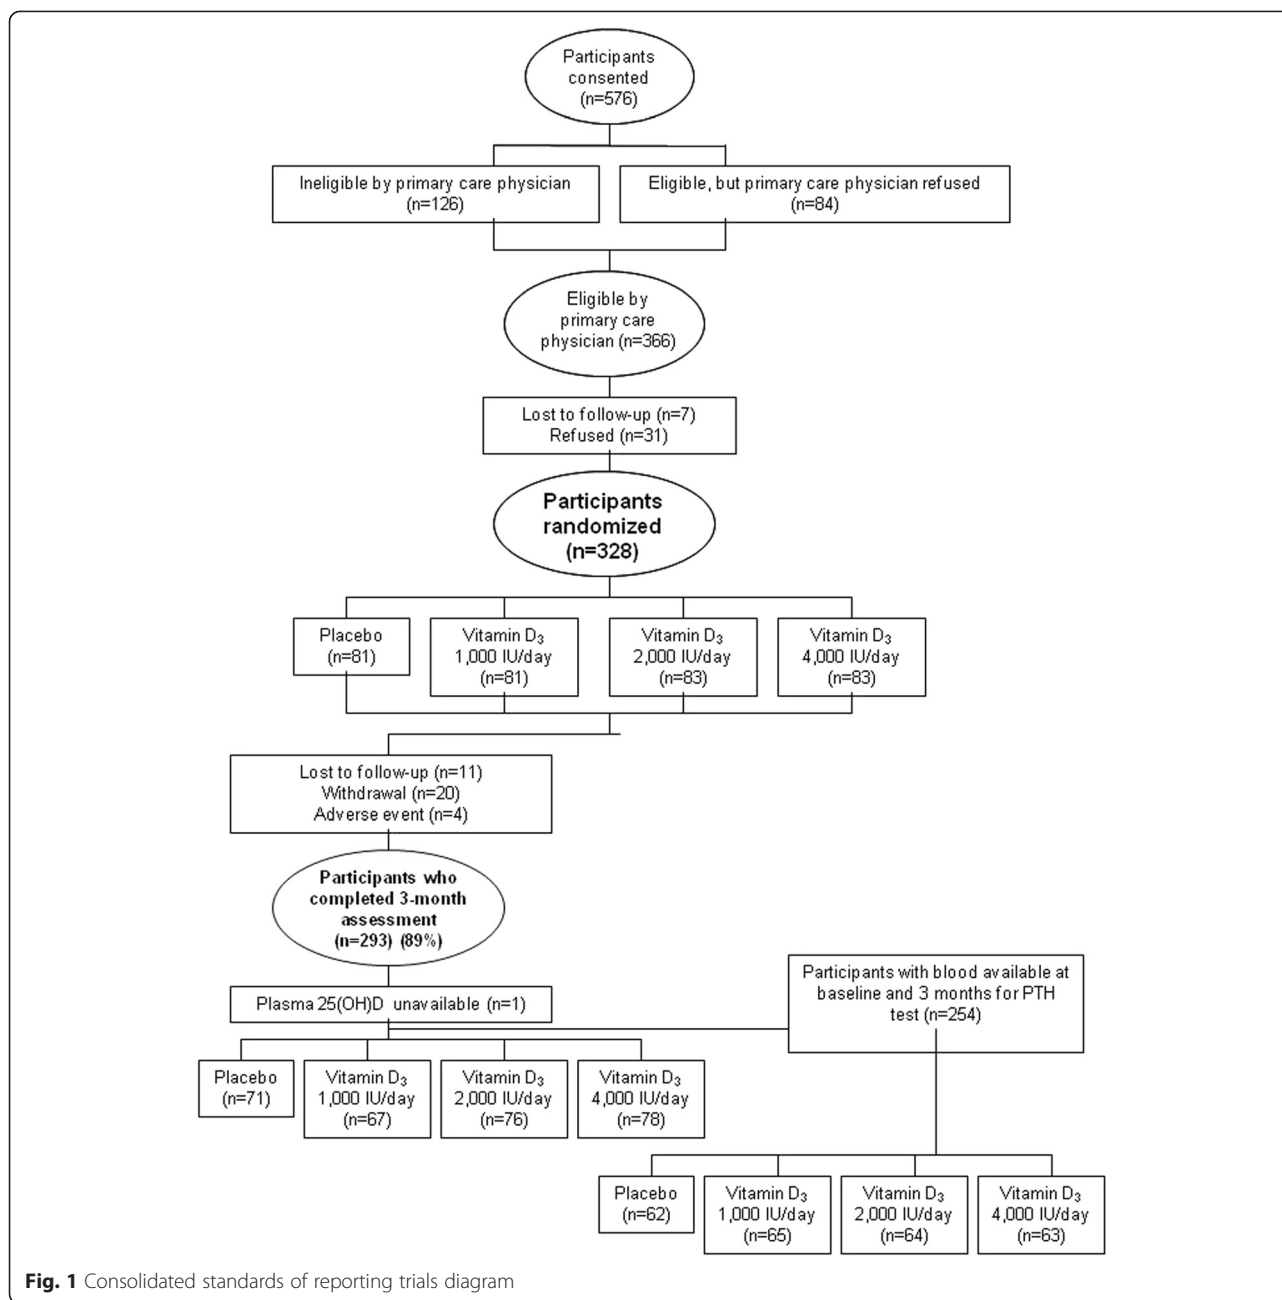 Participants
consented
(n=576)
Ineligible by primary care physician
(n=126)
Eligible, but primary care physician refused
(n=84)
Eligible by
primary care
physician (n=366)
Lost to follow-up (n=7)
Refused (n=31)
Participants
randomized
(n=328)
Placebo
(n=81)
Vitamin D₃
1,000 IU/day
(n=81)
Vitamin D₃
2,000 IU/day
(n=83)
Vitamin D₃
4,000 IU/day
(n=83)
Lost to follow-up (n=11)
Withdrawal (n=20)
Adverse event (n=4)
Participants who
completed 3-month
assessment
(n=293) (89%)
Participants with blood available at
baseline and 3 months for PTH
test (n=254)
Plasma 25(OH)D unavailable (n=1)
Placebo
(n=71)
Vitamin D₃
1,000 IU/day
(n=67)
Vitamin D₃
2,000 IU/day
(n=76)
Vitamin D₃
4,000 IU/day
(n=78)
Placebo
(n=62)
Vitamin D₃
1,000 IU/day
(n=65)
Vitamin D₃
2,000 IU/day
(n=64)
Vitamin D₃
4,000 IU/day
(n=63)
Fig. 1 Consolidated standards of reporting trials diagram